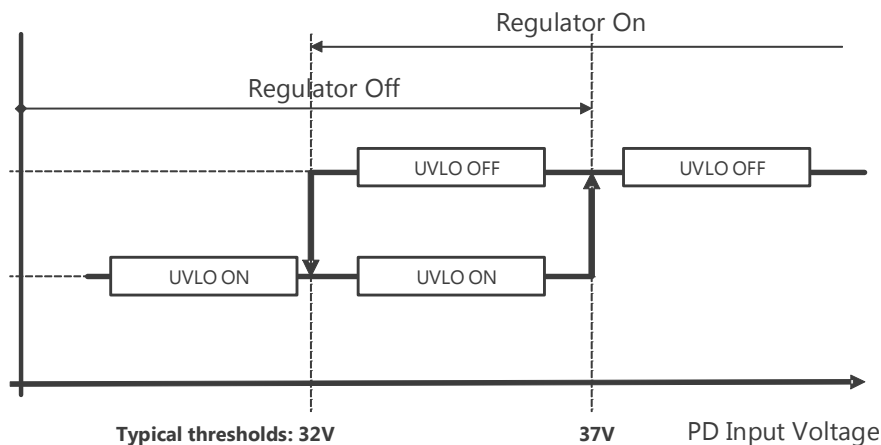 Regulator On
Regulator Off
UVLO OFF
UVLO OFF
UVLO ON
UVLO ON
Typical thresholds: 32V
37V
PD Input Voltage